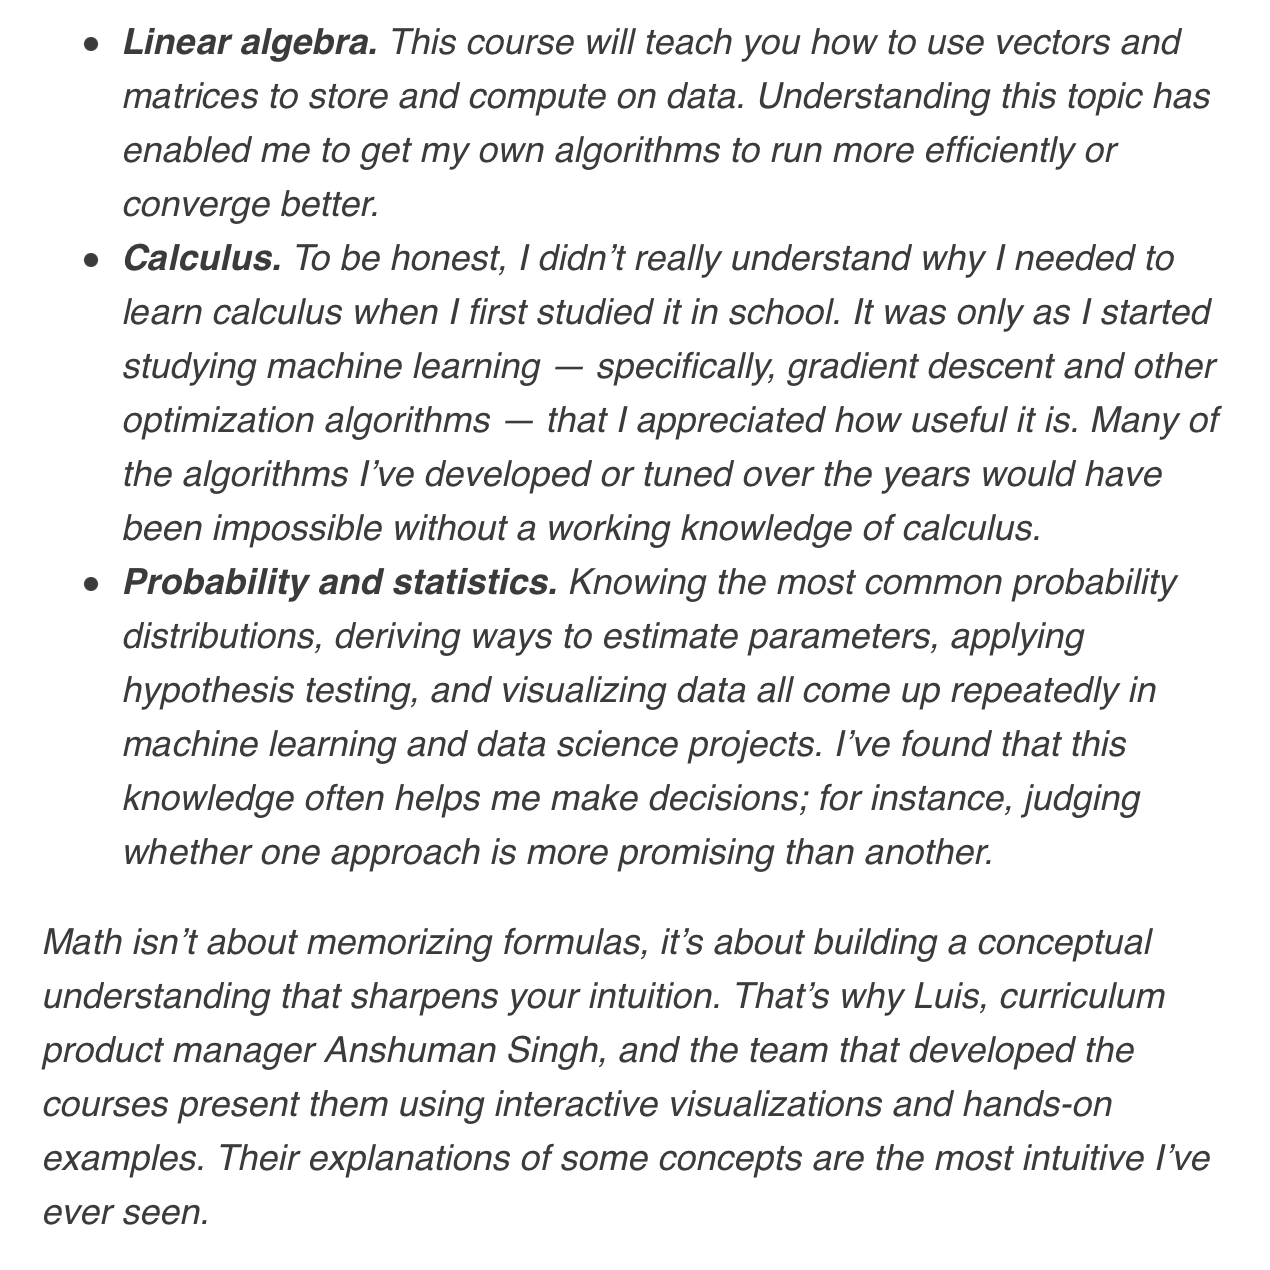 • Linear algebra. This course will teach you how to use vectors and
matrices to store and compute on data. Understanding this topic has
enabled me to get my own algorithms to run more efficiently or
converge better.
• Calculus. To be honest, I didn’t really understand why I needed to
learn calculus when I first studied it in school. It was only as I started
studying machine learning — specifically, gradient descent and other
optimization algorithms — that I appreciated how useful it is. Many of
the algorithms I’ve developed or tuned over the years would have
been impossible without a working knowledge of calculus.
• Probability and statistics. Knowing the most common probability
distributions, deriving ways to estimate parameters, applying
hypothesis testing, and visualizing data all come up repeatedly in
machine learning and data science projects. I’ve found that this
knowledge often helps me make decisions; for instance, judging
whether one approach is more promising than another.
Math isn’t about memorizing formulas, it’s about building a conceptual
understanding that sharpens your intuition. That’s why Luis, curriculum
product manager Anshuman Singh, and the team that developed the
courses present them using interactive visualizations and hands-on
examples. Their explanations of some concepts are the most intuitive I’ve
ever seen.